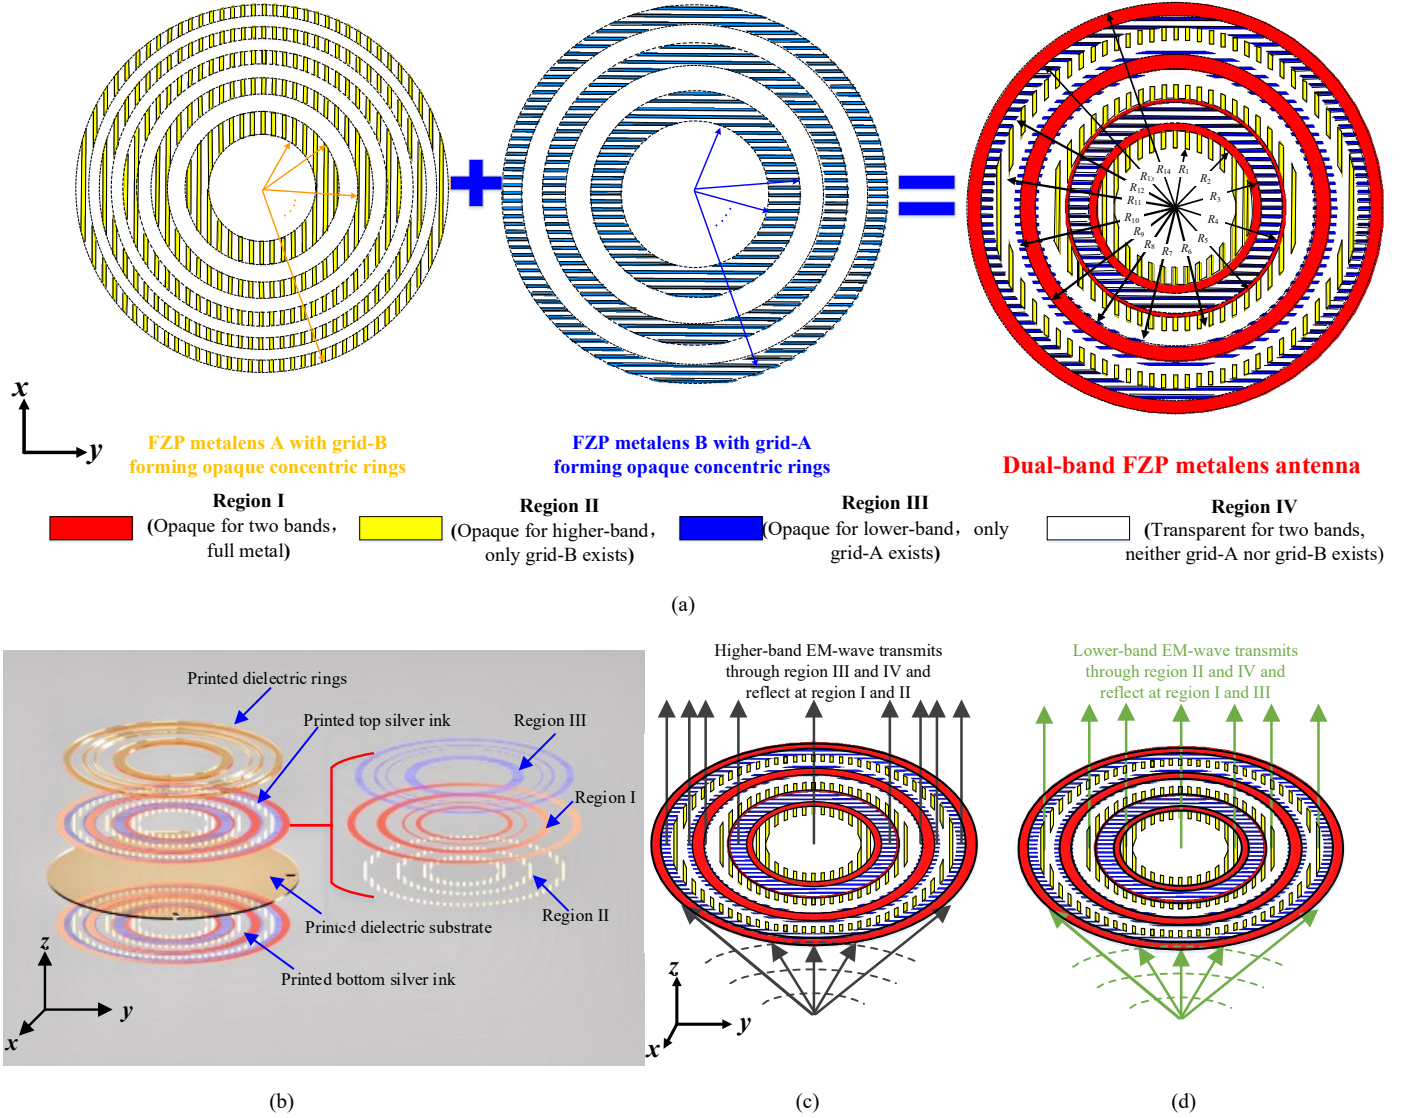 R1
R2
R3
R4
R5
R6
R7
R8
R9
R10
R11
R12
R13
R14
x
y
FZP metalens A with grid-B
forming opaque concentric rings
FZP metalens B with grid-A
forming opaque concentric rings
Dual-band FZP metalens antenna
Region I
(Opaque for two bands,
full metal)
Region II
(Opaque for higher-band,
only grid-B exists)
Region III
(Opaque for lower-band, only
grid-A exists)
Region IV
(Transparent for two bands,
neither grid-A nor grid-B exists)
(a)
Printed dielectric rings
Printed top silver ink
Region III
Region I
Region II
Printed dielectric substrate
Printed bottom silver ink
z
y
x
(b)
Higher-band EM-wave transmits
through region III and IV and
reflect at region I and II
z
y
x
(c)
Lower-band EM-wave transmits
through region II and IV and
reflect at region I and III
(d)